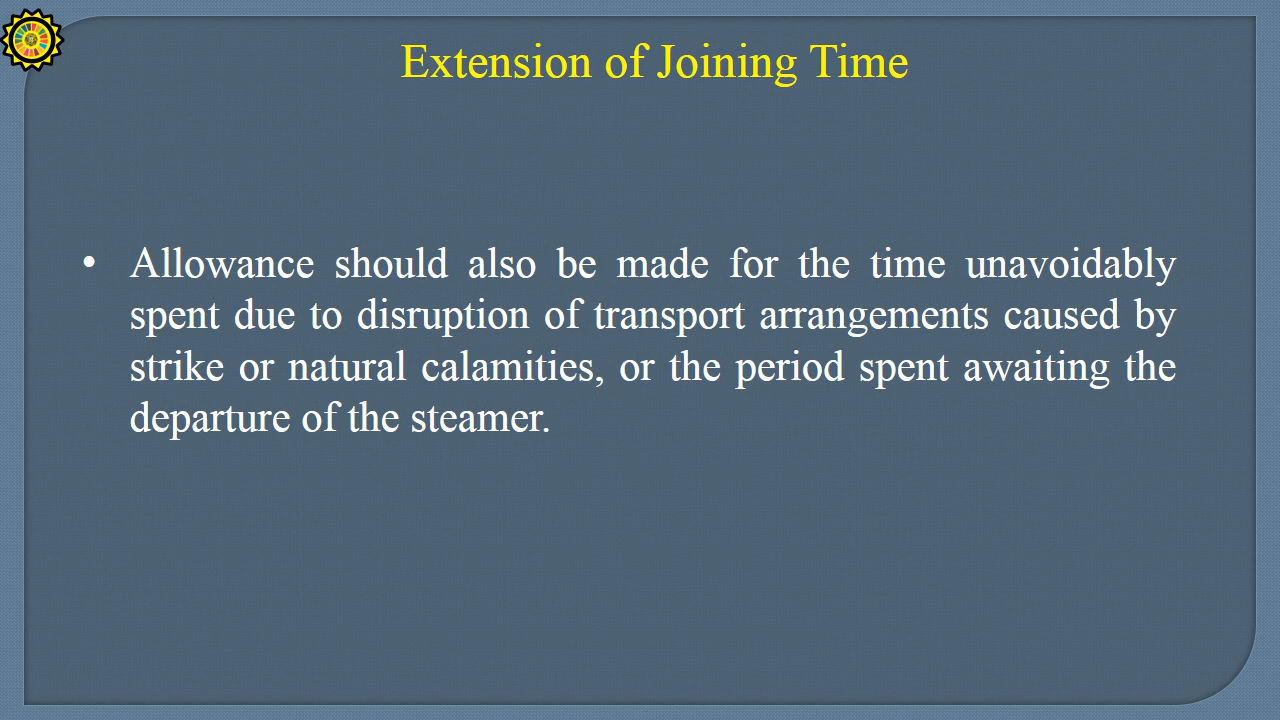 Extension of Joining Time
• Allowance should also be made for the time unavoidably
spent due to disruption of transport arrangements caused by
strike or natural calamities, or the period spent awaiting the
departure of the steamer.